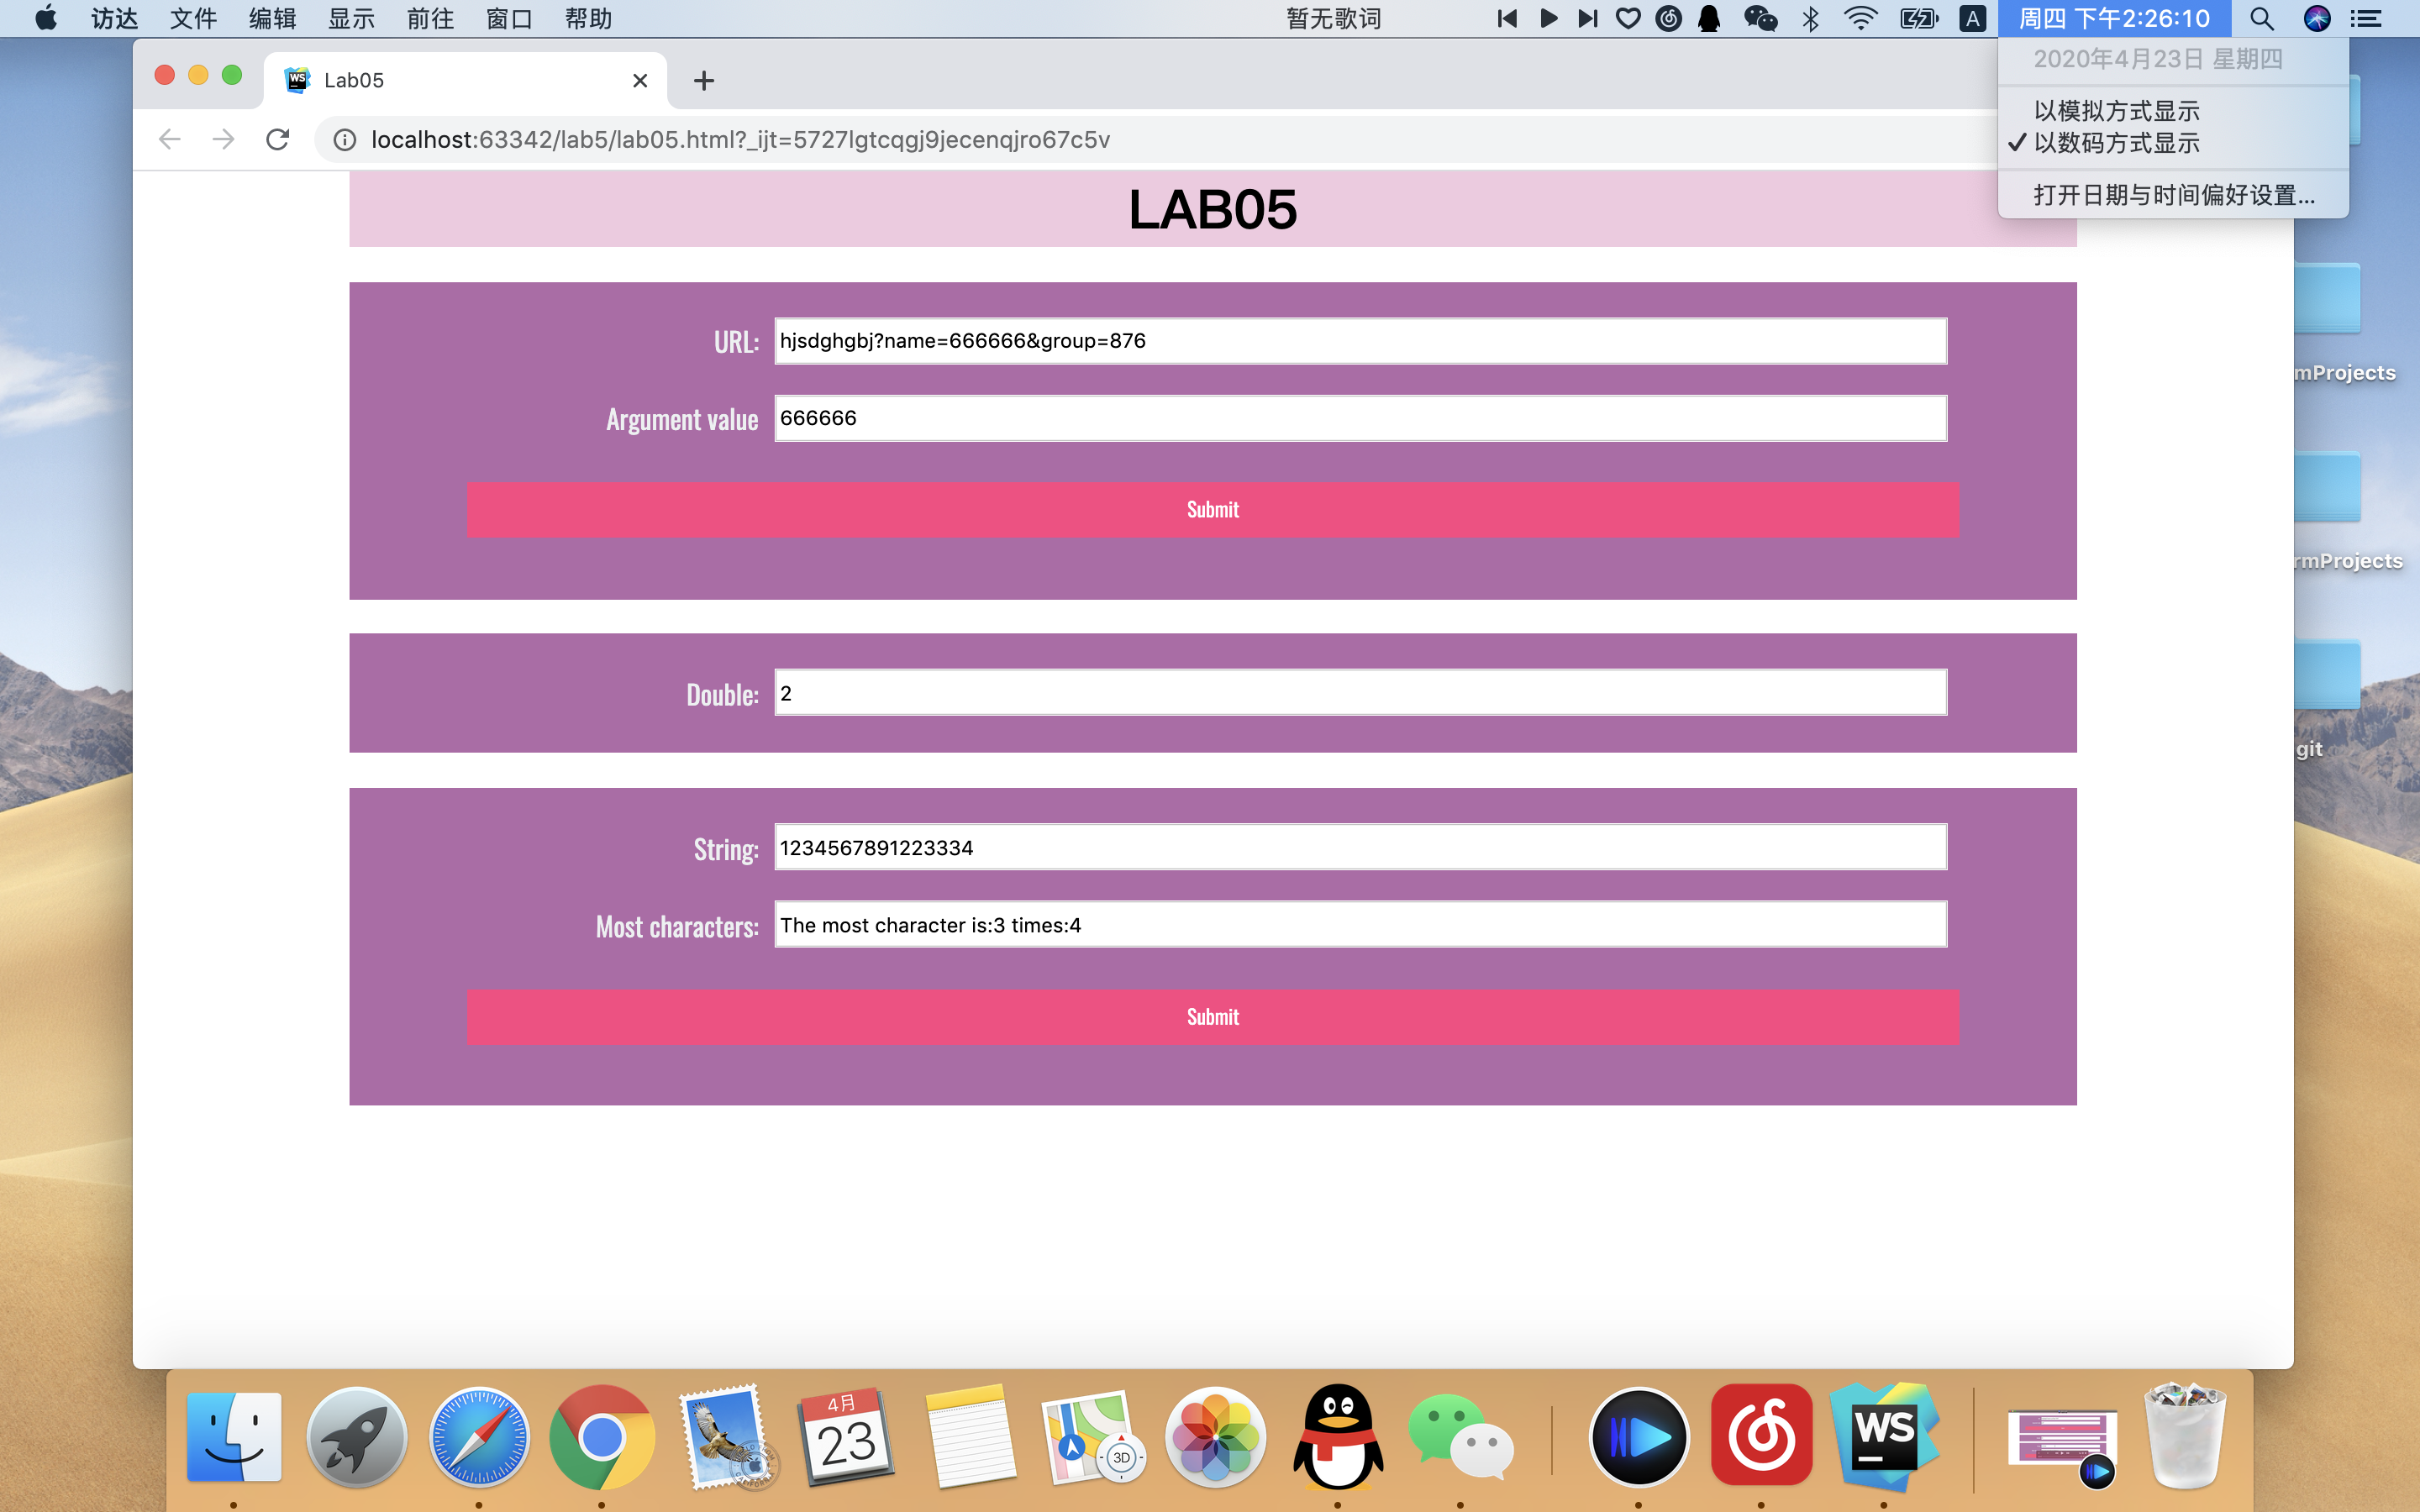 访达 文件 编辑 显示 前往 窗口 帮助 暂无歌词 A 周四 下午2:26:10
2020年4月23日 星期四
以模拟方式显示
✓以数码方式显示
打开日期与时间偏好设置...
WS Lab05
localhost:63342/lab5/lab05.html?_ijt=5727lgtcqgj9jecenqjro67c5v
LAB05
URL: hjsdghgbj?name=666666&group=876
Argument value 666666
Submit
Double: 2
String: 1234567891223334
Most characters: The most character is:3 times:4
Submit
mProjects
rmProjects
git
4月
23
3D
WS